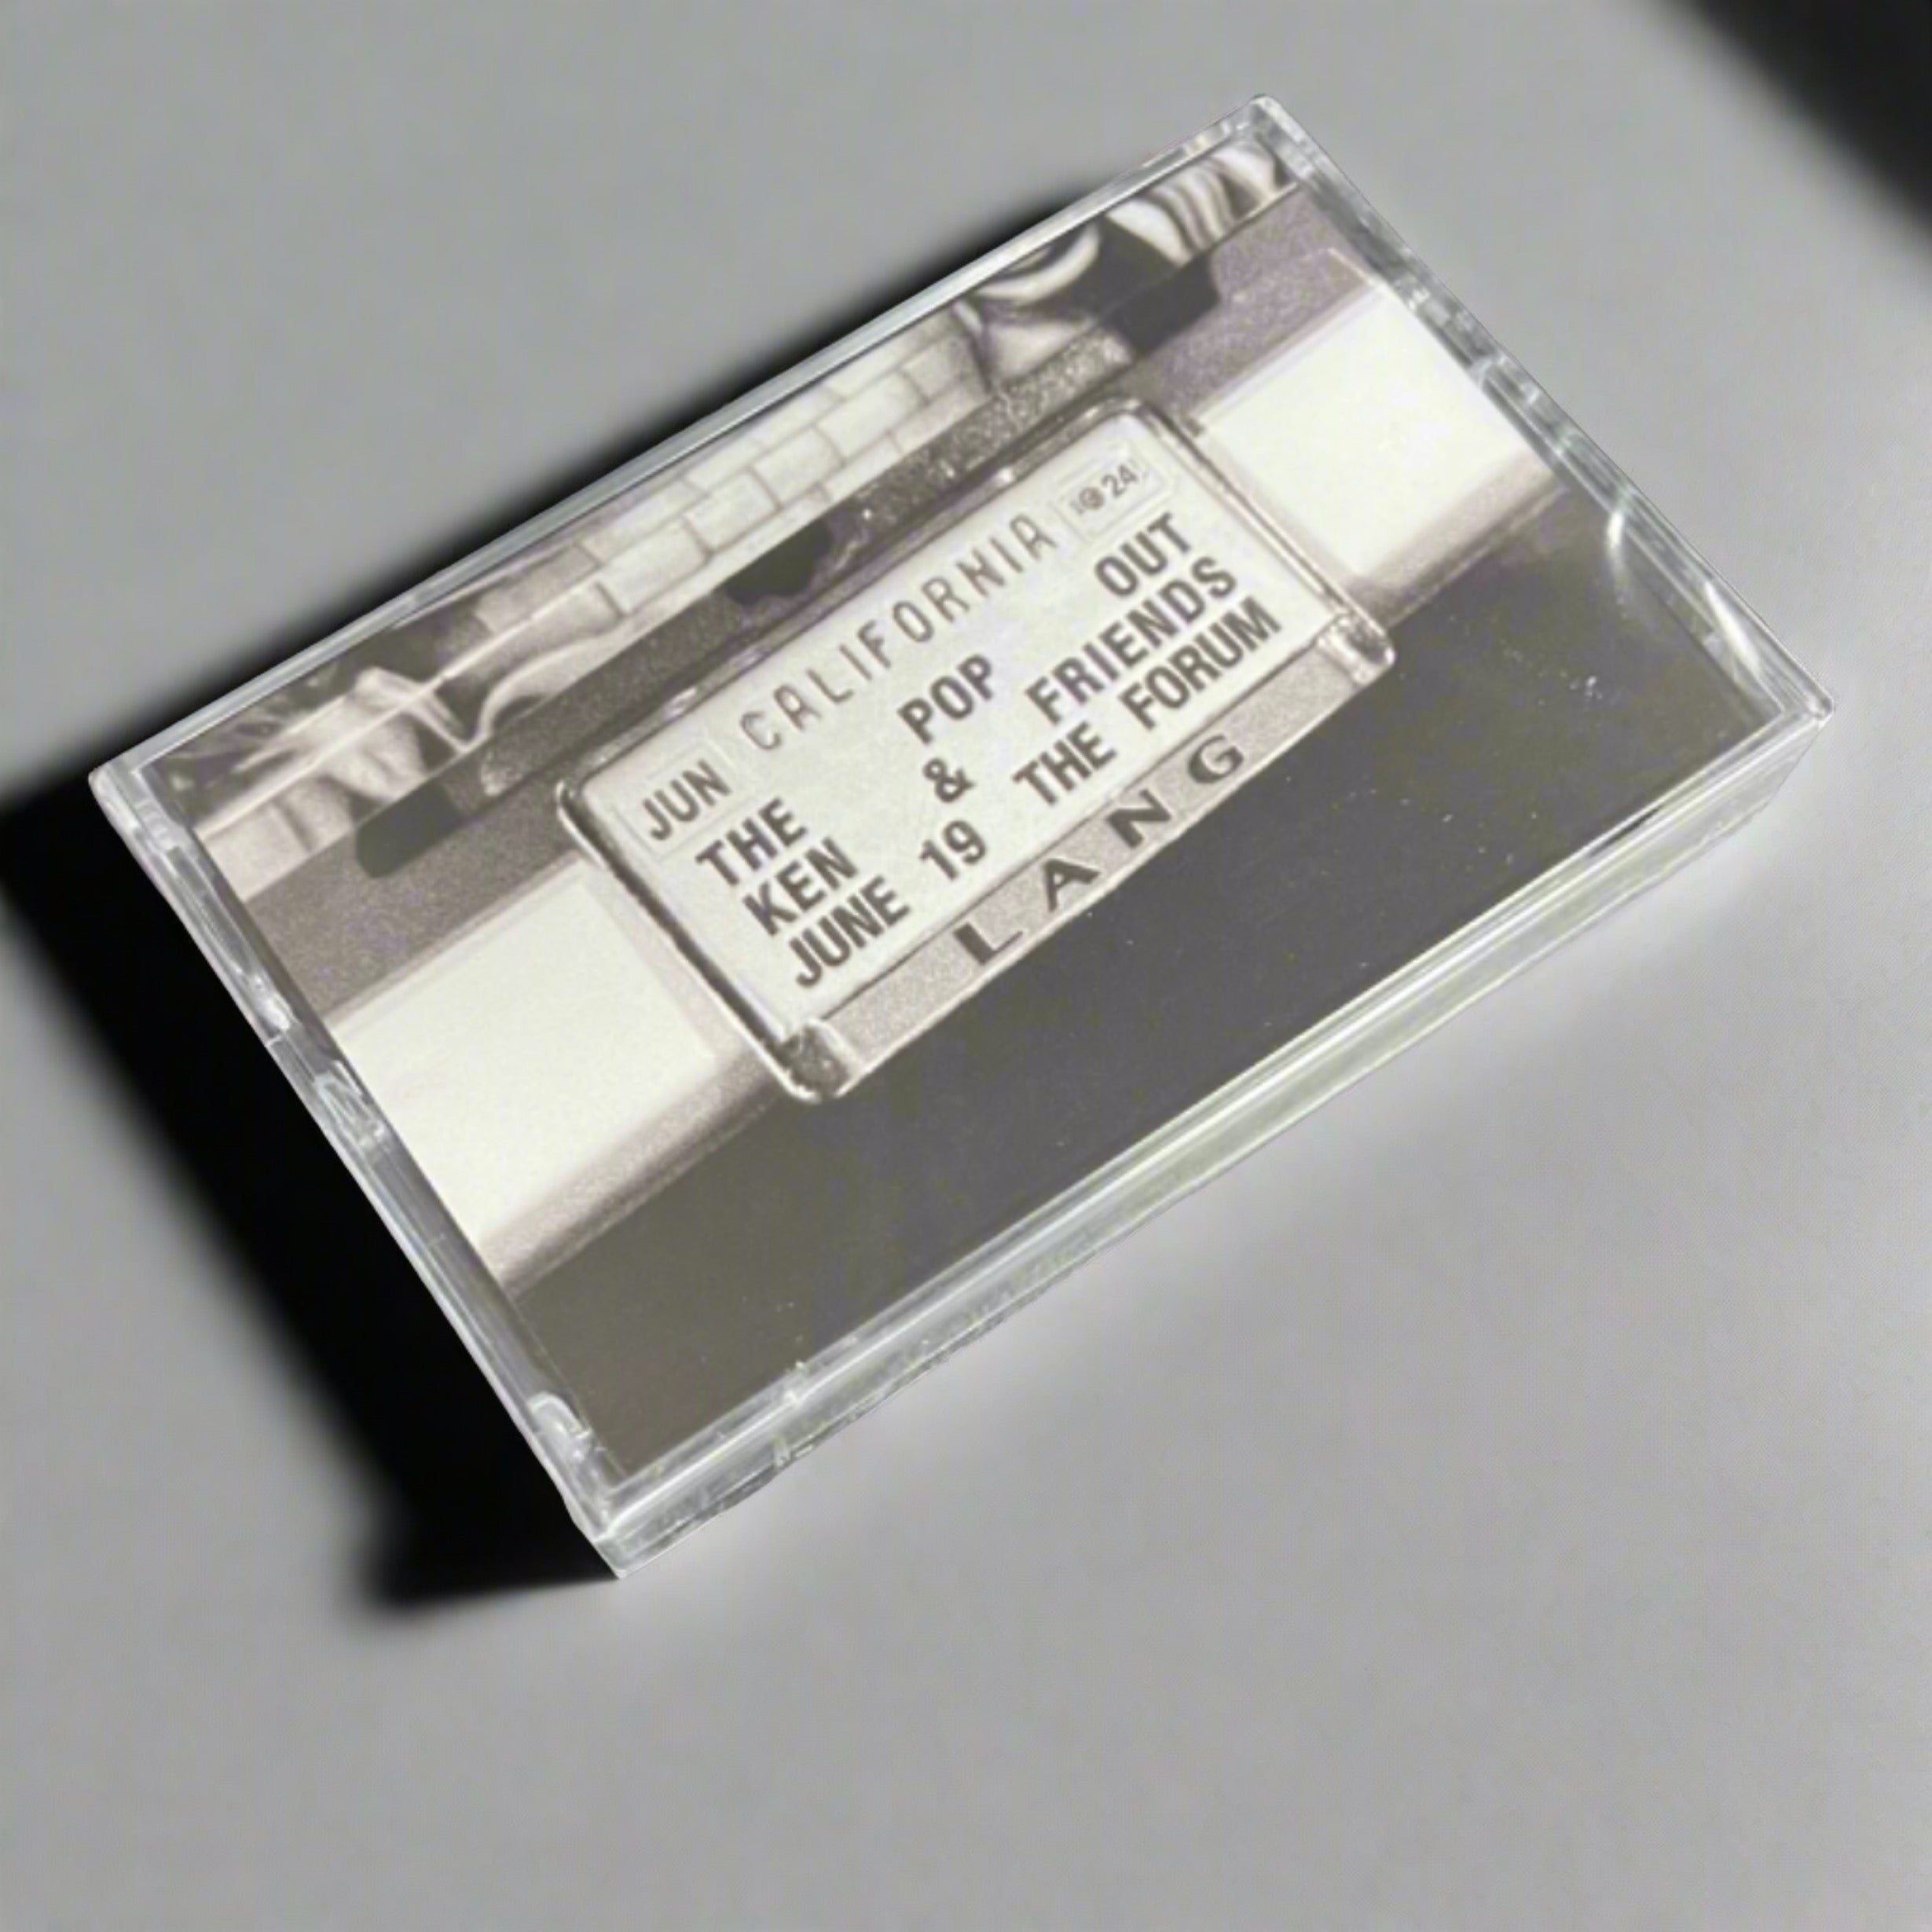 JUN CALIFORNIA 24
THE POP OUT
KEN & FRIENDS
JUNE 19 THE FORUM
LANG